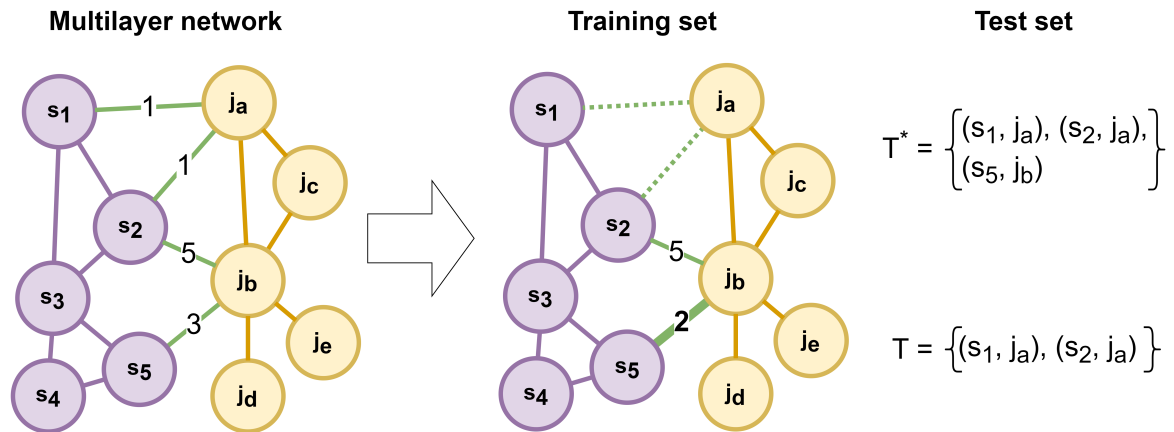 Multilayer network
Training set
Test set
s1
1
ja
1
jc
s2
5
jb
s3
3
je
s5
s4
jd
s1
ja
jc
s2
5
jb
s3
2
je
s5
s4
jd
T* = {(s1, ja), (s2, ja),
(s5, jb)}
T = {(s1, ja), (s2, ja)}